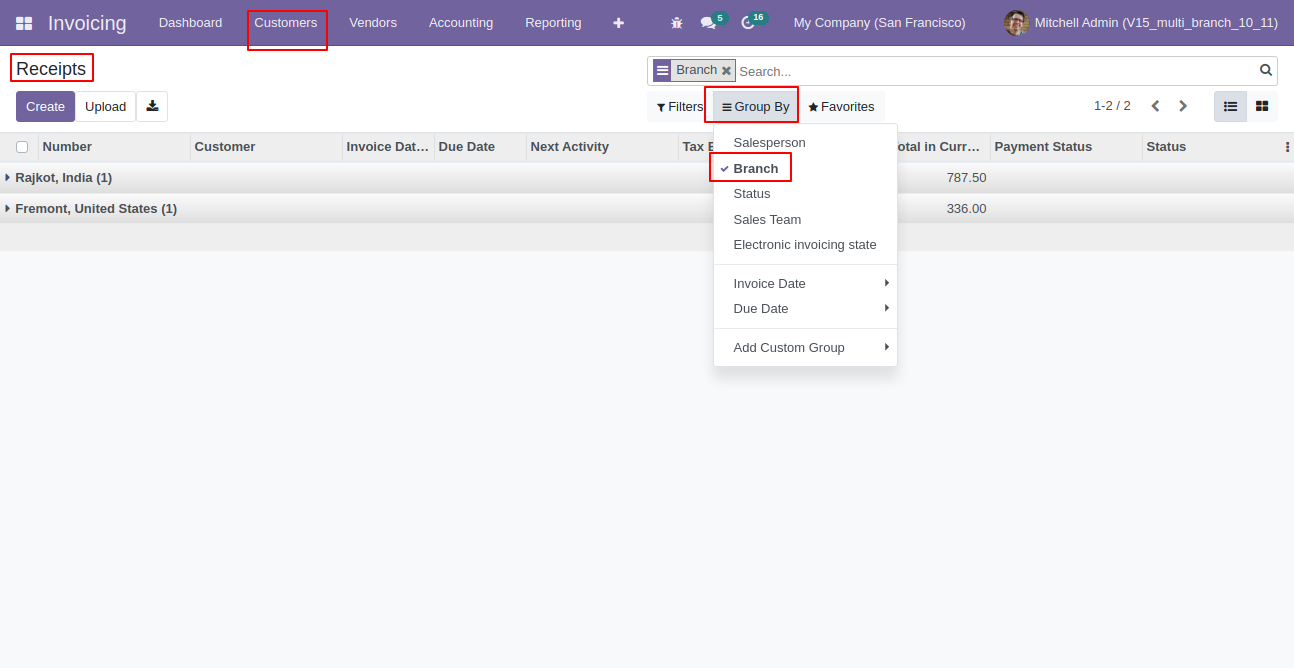 Invoicing Dashboard Customers Vendors Accounting Reporting 5 16 My Company (San Francisco) Mitchell Admin (V15_multi_branch_10_11)
Receipts
Branch Search...
Create Upload Filters Group By Favorites 1-2 / 2
Number Customer Invoice Dat... Due Date Next Activity Tax Payment Status Status
Rajkot, India (1) 787.50
Fremont, United States (1) 336.00
Salesperson
Branch
Status
Sales Team
Electronic invoicing state
Invoice Date
Due Date
Add Custom Group